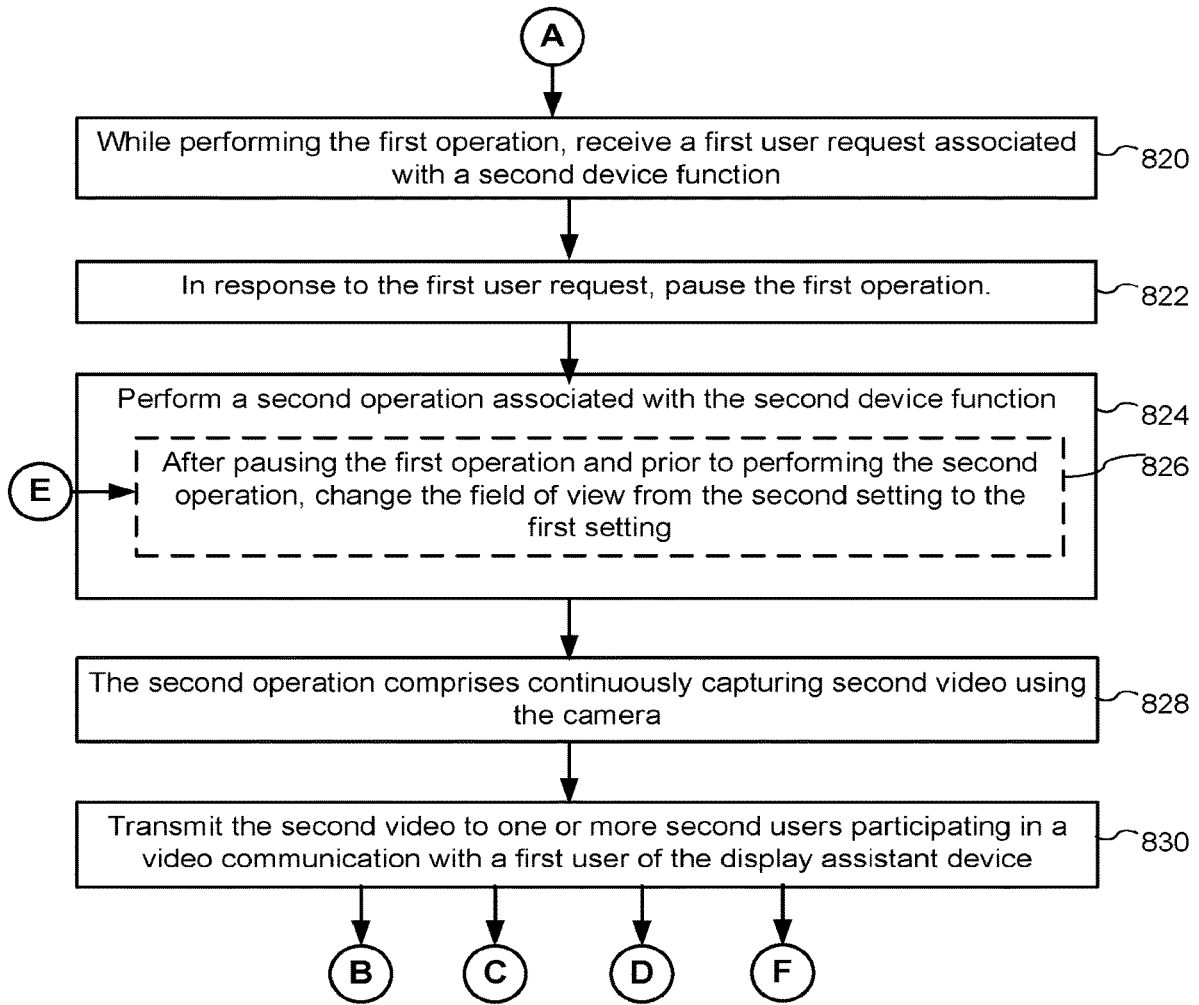 A
While performing the first operation, receive a first user request associated
with a second device function
820
In response to the first user request, pause the first operation.
822
Perform a second operation associated with the second device function
824
After pausing the first operation and prior to performing the second
operation, change the field of view from the second setting to the
first setting
826
E
The second operation comprises continuously capturing second video using
the camera
828
Transmit the second video to one or more second users participating in a
video communication with a first user of the display assistant device
830
B
C
D
F